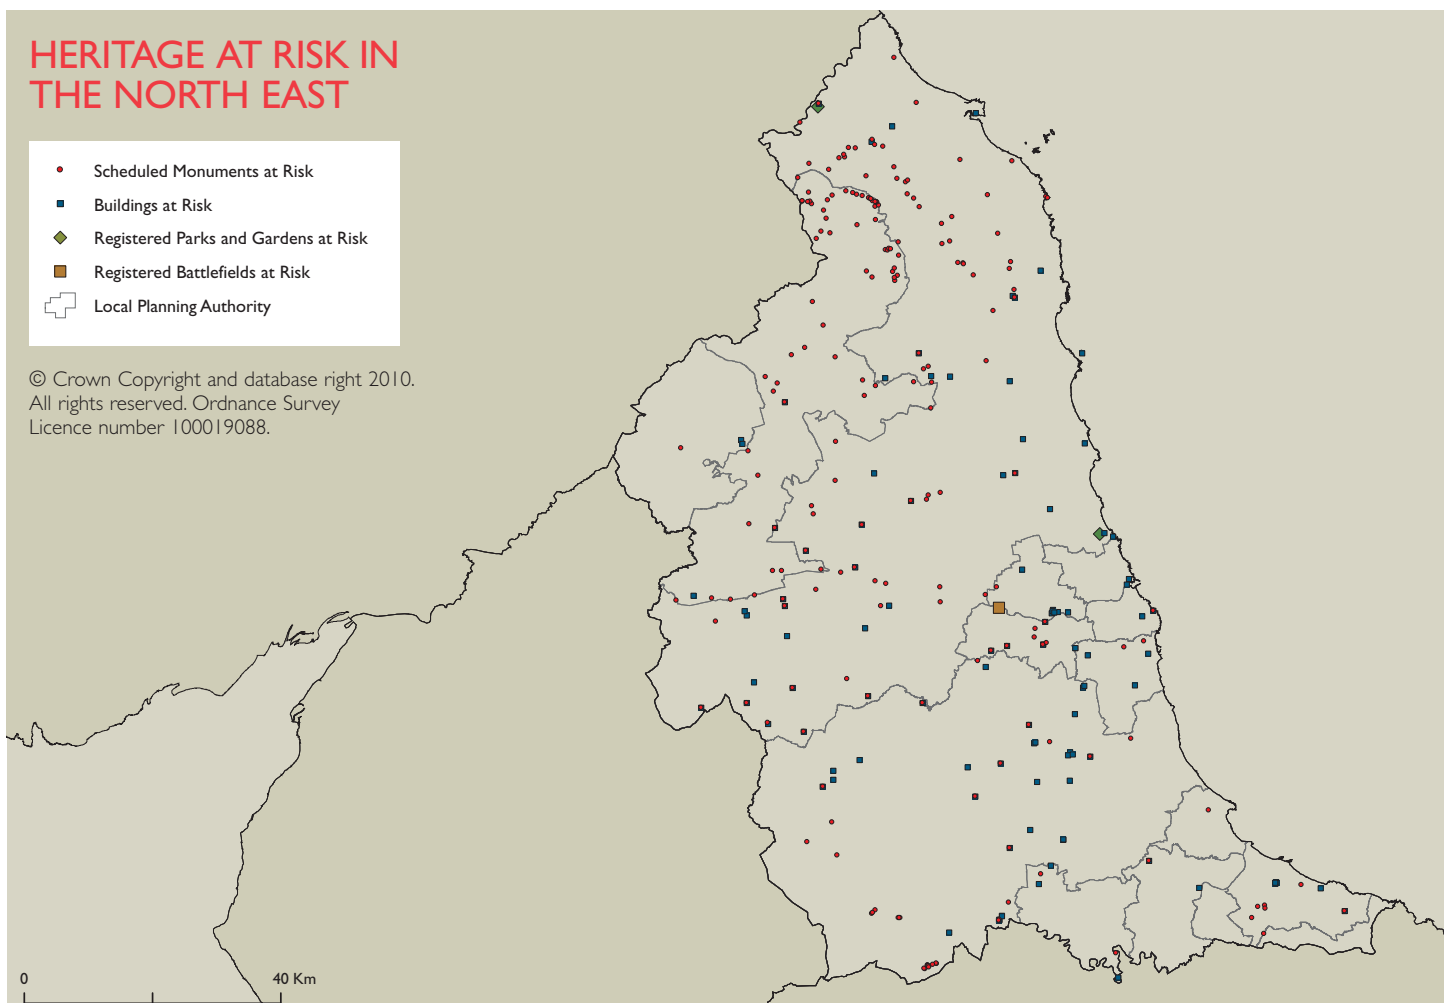 HERITAGE AT RISK IN
THE NORTH EAST
Scheduled Monuments at Risk
Buildings at Risk
Registered Parks and Gardens at Risk
Registered Battlefields at Risk
Local Planning Authority
© Crown Copyright and database right 2010.
All rights reserved. Ordnance Survey
Licence number 100019088.
0 40 Km